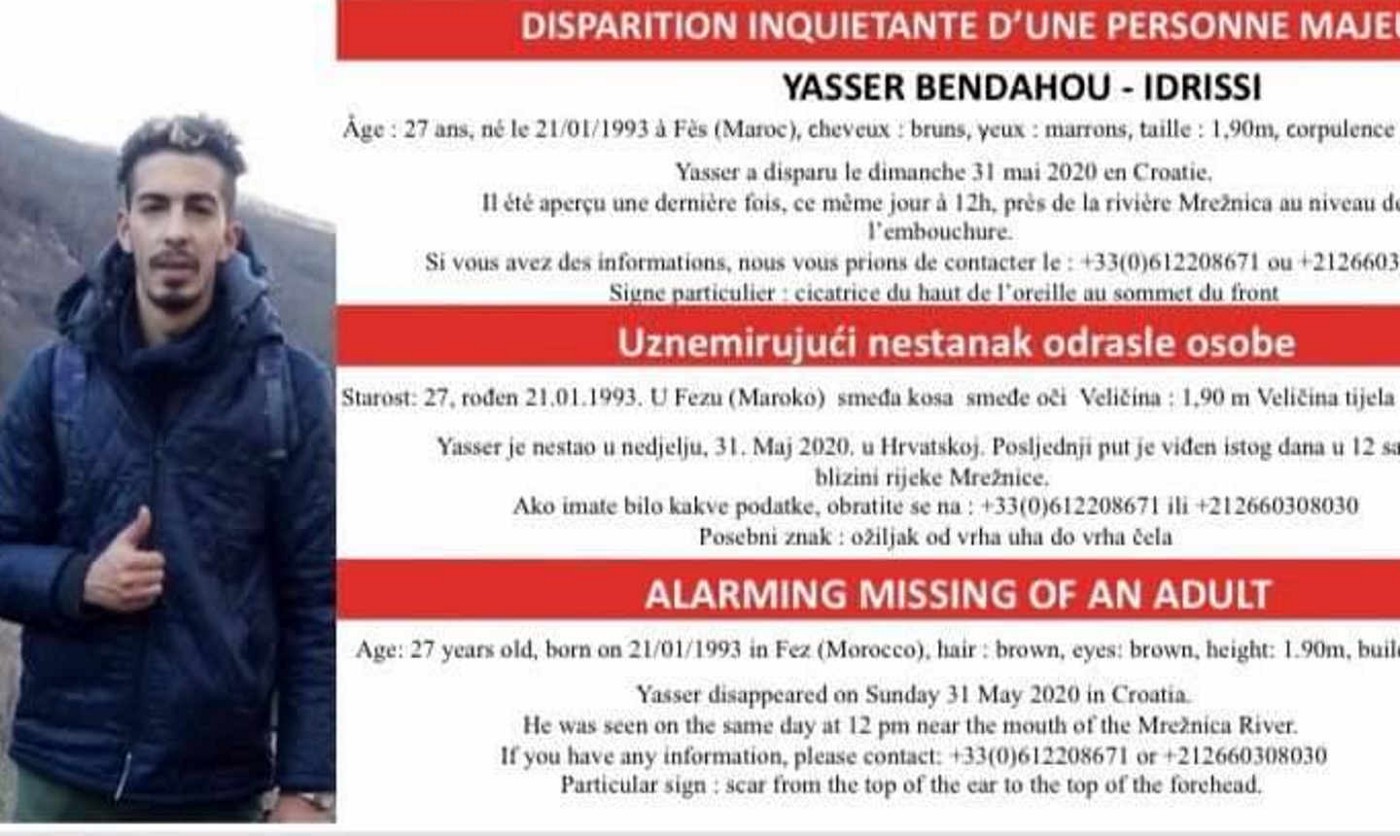 DISPARITION INQUIETANTE D'UNE PERSONNE
YASSER BENDAHOU - IDRISSI
Âge : 27 ans, né le 21/01/1993 à Fès (Maroc), cheveux : bruns, yeux : marrons, taille : 1,90m, corpulence
Yasser a disparu le dimanche 31 mai 2020 en Croatie.
Il été aperçu une dernière fois, ce même jour à 12h, près de la rivière Mrežnica au niveau de
l'embouchure.
Si vous avez des informations, nous vous prions de contacter le : +33(0)612208671 ou +2126603
Signe particulier : cicatrice du haut de l'oreille au sommet du front
Uznemirujući nestanak odrasle osobe
Starost: 27, rođen 21.01.1993. U Fezu (Maroko) smeđa kosa smeđe oči Veličina : 1,90 m Veličina tijela
Yasser je nestao u nedjelju, 31. Maj 2020. u Hrvatskoj. Posljednji put je viđen istog dana u 12
blizini rijeke Mrežnice.
Ako imate bilo kakve podatke, obratite se na : +33(0)612208671 ili +212660308030
Posebni znak : ožiljak od vrha uha do vrha čela
ALARMING MISSING OF AN ADULT
Age: 27 years old, born on 21/01/1993 in Fez (Morocco), hair : brown, eyes: brown, height: 1.90m,
Yasser disappeared on Sunday 31 May 2020 in Croatia.
He was seen on the same day at 12 pm near the mouth of the Mrežnica River.
If you have any information, please contact: +33(0)612208671 or +212660308030
Particular sign : scar from the top of the ear to the top of the forehead.